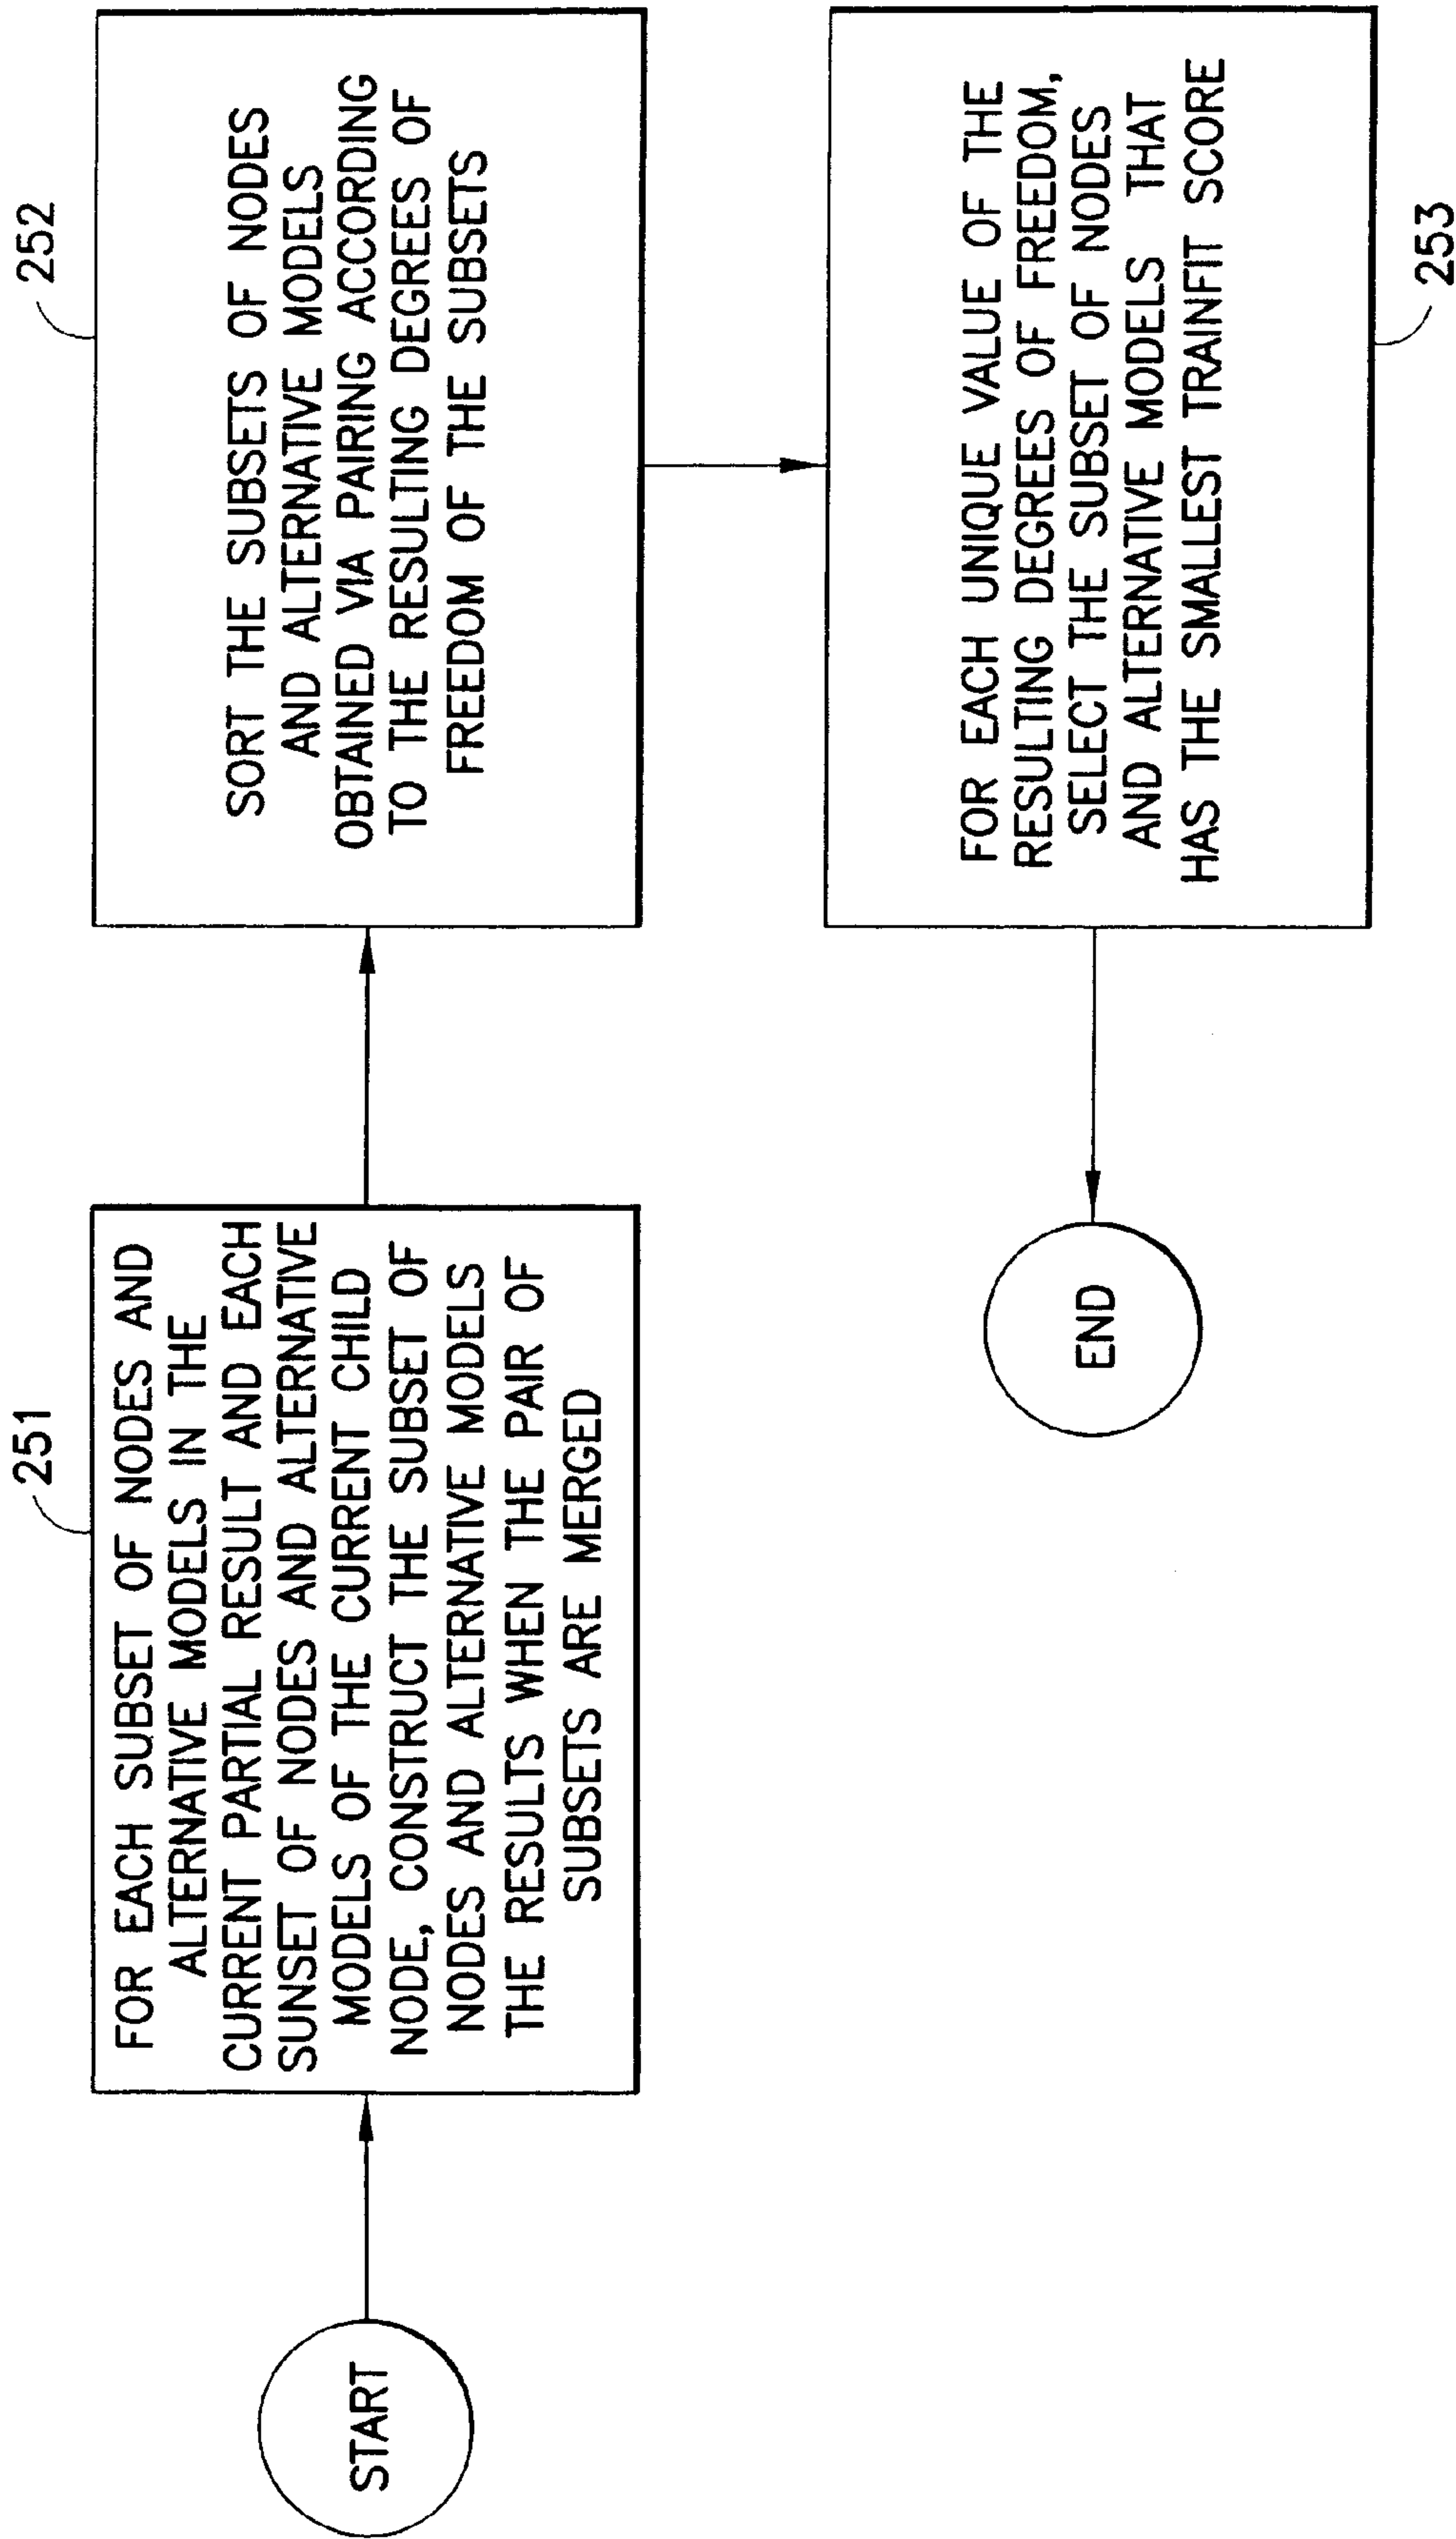 START
251
FOR EACH SUBSET OF NODES AND
ALTERNATIVE MODELS IN THE
CURRENT PARTIAL RESULT AND EACH
SUNSET OF NODES AND ALTERNATIVE
MODELS OF THE CURRENT CHILD
NODE, CONSTRUCT THE SUBSET OF
NODES AND ALTERNATIVE MODELS
THE RESULTS WHEN THE PAIR OF
SUBSETS ARE MERGED
252
SORT THE SUBSETS OF NODES
AND ALTERNATIVE MODELS
OBTAINED VIA PAIRING ACCORDING
TO THE RESULTING DEGREES OF
FREEDOM OF THE SUBSETS
FOR EACH UNIQUE VALUE OF THE
RESULTING DEGREES OF FREEDOM,
SELECT THE SUBSET OF NODES
AND ALTERNATIVE MODELS THAT
HAS THE SMALLEST TRAINFIT SCORE
253
END